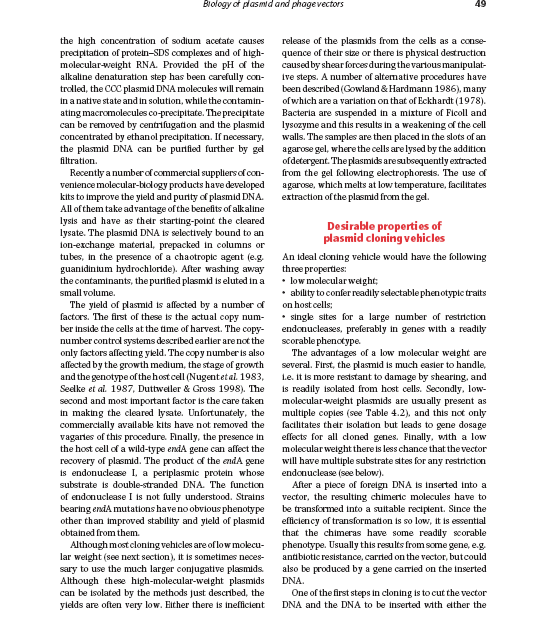 Biology of plasmid and phage vectors
49
the high concentration of sodium acetate causes
precipitation of protein–SDS complexes and of high-
molecular-weight RNA. Provided the pH of the
alkaline denaturation step has been carefully con-
trolled, the CCC plasmid DNA molecules will remain
in a native state and in solution, while the contamin-
ating macromolecules co-precipitate. The precipitate
can be removed by centrifugation and the plasmid
concentrated by ethanol precipitation. If necessary,
the plasmid DNA can be purified further by gel
filtration.
Recently a number of commercial suppliers of con-
venience molecular-biology products have developed
kits to improve the yield and purity of plasmid DNA.
All of them take advantage of the benefits of alkaline
lysis and have as their starting-point the cleared
lysate. The plasmid DNA is selectively bound to an
ion-exchange material, prepacked in columns or
tubes, in the presence of a chaotropic agent (e.g.
guanidinium hydrochloride). After washing away
the contaminants, the purified plasmid is eluted in a
small volume.
The yield of plasmid is affected by a number of
factors. The first of these is the actual copy num-
ber inside the cells at the time of harvest. The copy-
number control systems described earlier are not the
only factors affecting yield. The copy number is also
affected by the growth medium, the stage of growth
and the genotype of the host cell (Nugent et al. 1983,
Seelke et al. 1987, Duttweiler & Gross 1998). The
second and most important factor is the care taken
in making the cleared lysate. Unfortunately, the
commercially available kits have not removed the
vagaries of this procedure. Finally, the presence in
the host cell of a wild-type endA gene can affect the
recovery of plasmid. The product of the endA gene
is endonuclease I, a periplasmic protein whose
substrate is double-stranded DNA. The function
of endonuclease I is not fully understood. Strains
bearing endA mutations have no obvious phenotype
other than improved stability and yield of plasmid
obtained from them.
Although most cloning vehicles are of low molecu-
lar weight (see next section), it is sometimes neces-
sary to use the much larger conjugative plasmids.
Although these high-molecular-weight plasmids
can be isolated by the methods just described, the
yields are often very low. Either there is inefficient
release of the plasmids from the cells as a conse-
quence of their size or there is physical destruction
caused by shear forces during the various manipulat-
ive steps. A number of alternative procedures have
been described (Gowland & Hardmann 1986), many
of which are a variation on that of Eckhardt (1978).
Bacteria are suspended in a mixture of Ficoll and
lysozyme and this results in a weakening of the cell
walls. The samples are then placed in the slots of an
agarose gel, where the cells are lysed by the addition
of detergent. The plasmids are subsequently extracted
from the gel following electrophoresis. The use of
agarose, which melts at low temperature, facilitates
extraction of the plasmid from the gel.
Desirable properties of
plasmid cloning vehicles
An ideal cloning vehicle would have the following
three properties:
• low molecular weight;
• ability to confer readily selectable phenotypic traits
on host cells;
• single sites for a large number of restriction
endonucleases, preferably in genes with a readily
scorable phenotype.
The advantages of a low molecular weight are
several. First, the plasmid is much easier to handle,
i.e. it is more resistant to damage by shearing, and
is readily isolated from host cells. Secondly, low-
molecular-weight plasmids are usually present as
multiple copies (see Table 4.2), and this not only
facilitates their isolation but leads to gene dosage
effects for all cloned genes. Finally, with a low
molecular weight there is less chance that the vector
will have multiple substrate sites for any restriction
endonuclease (see below).
After a piece of foreign DNA is inserted into a
vector, the resulting chimeric molecules have to
be transformed into a suitable recipient. Since the
efficiency of transformation is so low, it is essential
that the chimeras have some readily scorable
phenotype. Usually this results from some gene, e.g.
antibiotic resistance, carried on the vector, but could
also be produced by a gene carried on the inserted
DNA.
One of the first steps in cloning is to cut the vector
DNA and the DNA to be inserted with either the